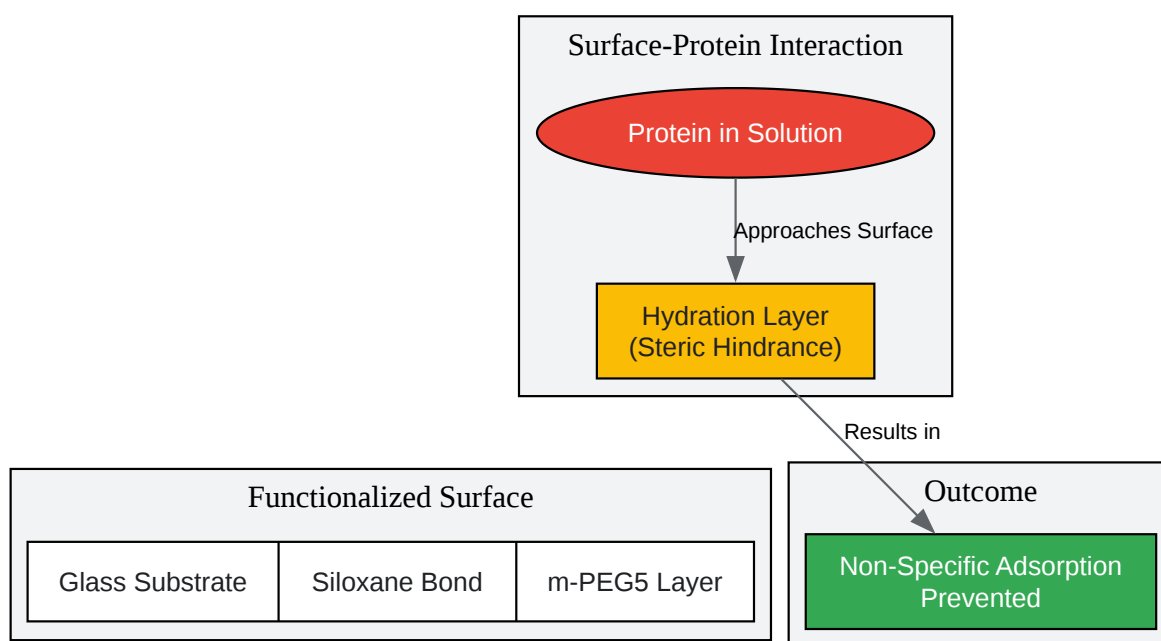 Surface-Protein Interaction
Protein in Solution
Approaches Surface
Hydration Layer
(Steric Hindrance)
Results in
Functionalized Surface
Glass Substrate
Siloxane Bond
m-PEG5 Layer
Outcome
Non-Specific Adsorption
Prevented